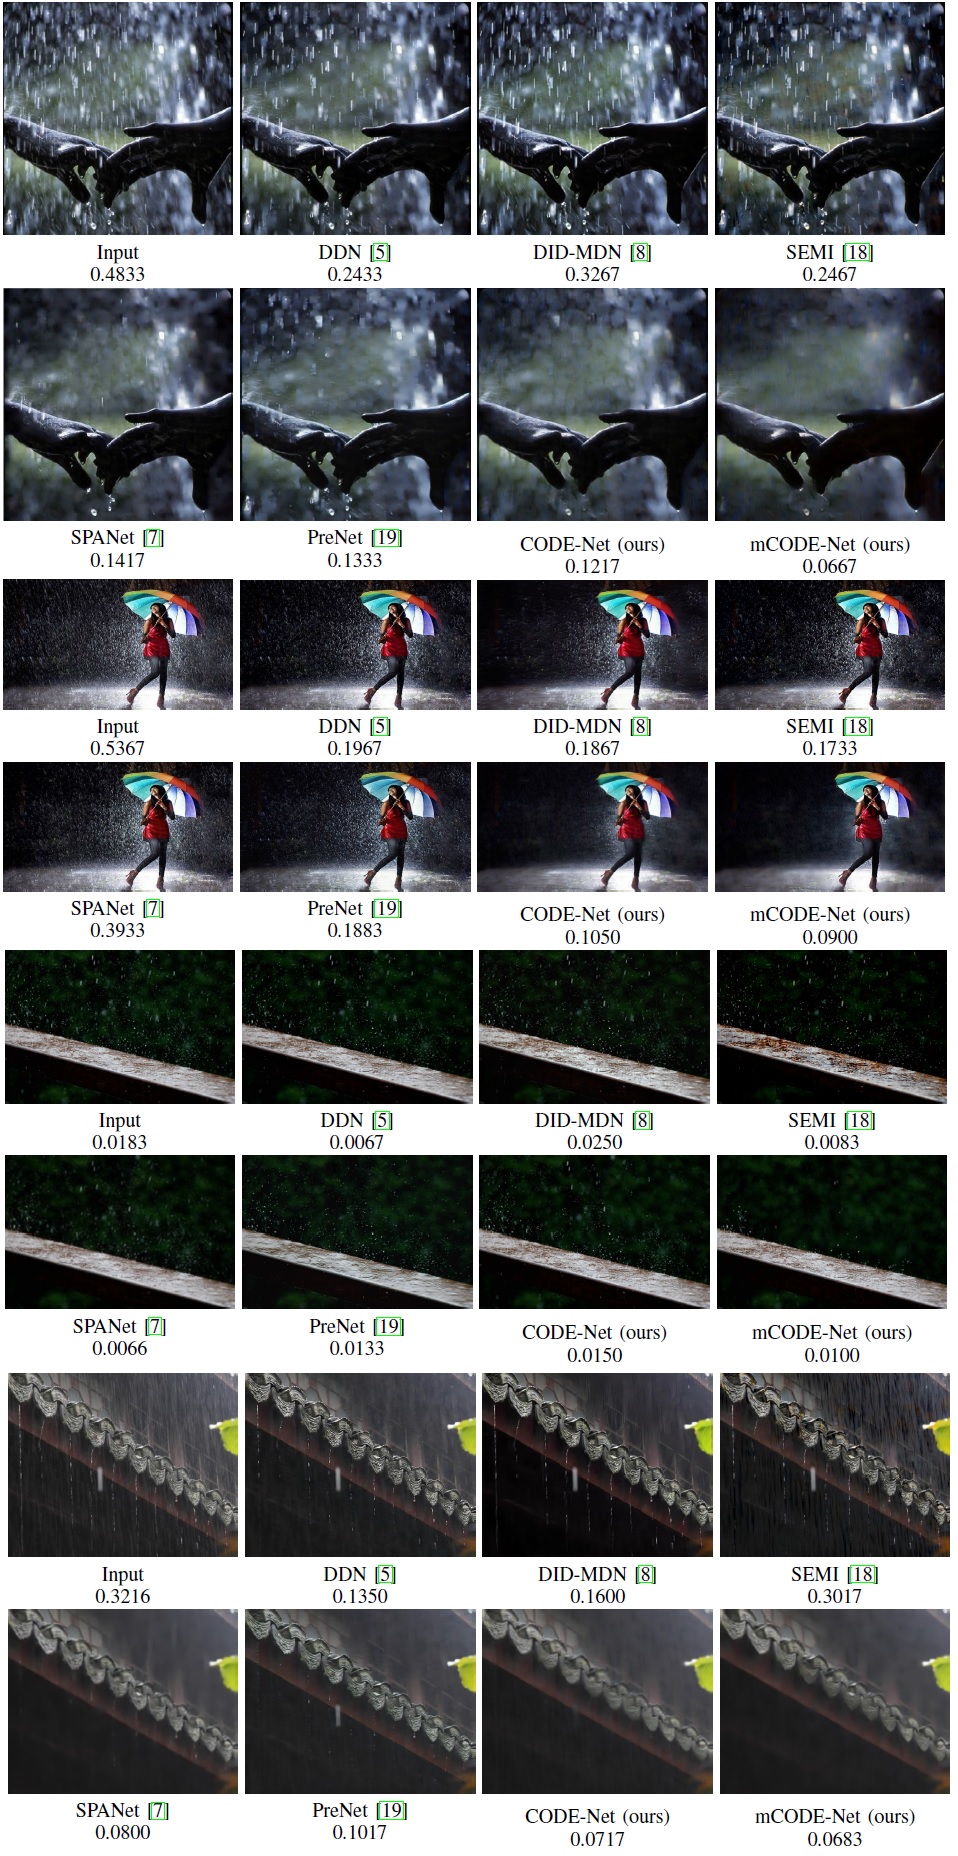 Input DDN [5] DID-MDN [8] SEMI [18]
0.4833 0.2433 0.3267 0.2467
SPANet [7] PreNet [19] CODE-Net (ours) mCODE-Net (ours)
0.1417 0.1333 0.1217 0.0667
Input DDN [5] DID-MDN [8] SEMI [18]
0.5367 0.1967 0.1867 0.1733
SPANet [7] PreNet [19] CODE-Net (ours) mCODE-Net (ours)
0.3933 0.1883 0.1050 0.0900
Input DDN [5] DID-MDN [8] SEMI [18]
0.0183 0.0067 0.0250 0.0083
SPANet [7] PreNet [19] CODE-Net (ours) mCODE-Net (ours)
0.0066 0.0133 0.0150 0.0100
Input DDN [5] DID-MDN [8] SEMI [18]
0.3216 0.1350 0.1600 0.3017
SPANet [7] PreNet [19] CODE-Net (ours) mCODE-Net (ours)
0.0800 0.1017 0.0717 0.0683